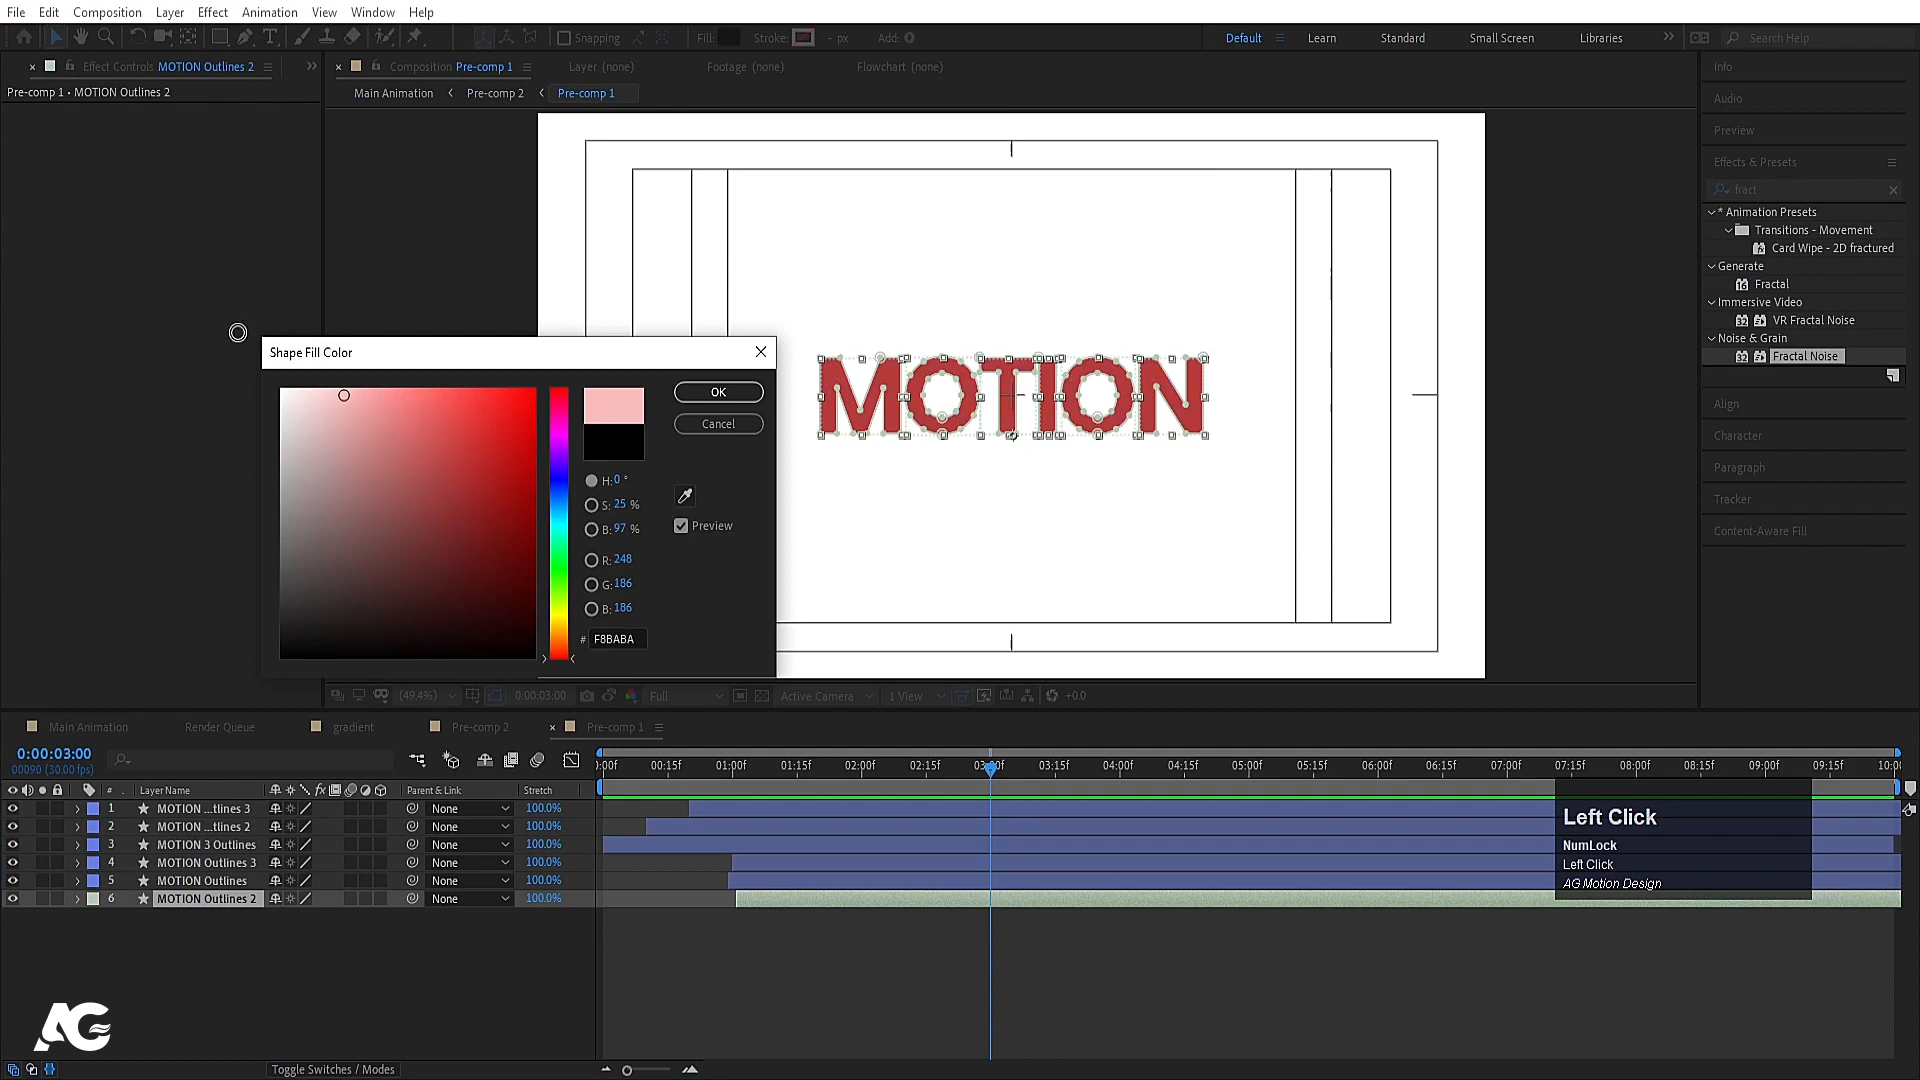 File Edit Composition Layer Effect Animation View Window Help
Snapping Fill: Stroke: - px Add: Default Learn Standard Small Screen Libraries Search Help
Effect Controls MOTION Outlines 2 Composition Pre-comp 1 Layer (none) Footage (none) Flowchart (none) Info
Pre-comp 1 • MOTION Outlines 2 Main Animation Pre-comp 2 Pre-comp 1
Audio
Preview
Effects & Presets
fract
* Animation Presets
Transitions - Movement
Card Wipe - 2D fractured
Generate
Fractal
Immersive Video
VR Fractal Noise
Noise & Grain
Fractal Noise
Align
Character
Paragraph
Tracker
Content-Aware Fill
MOTION
Shape Fill Color
OK
Cancel
H: 0 °
S: 25 %
B: 97 %
Preview
R: 248
G: 186
B: 186
# F8BABA
(49.4%) 0:00:03:00 Full Active Camera 1 View +0.0
Main Animation Render Queue gradient Pre-comp 2 Pre-comp 1
0:00:03:00
00090 (30.00 fps)
):00f 00:15f 01:00f 01:15f 02:00f 02:15f 03:00f 03:15f 04:00f 04:15f 05:00f 05:15f 06:00f 06:15f 07:00f 07:15f 08:00f 08:15f 09:00f 09:15f 10:00
# Layer Name Parent & Link Stretch
1 MOTION ...tlines 3 None 100.0%
2 MOTION ...tlines 2 None 100.0%
3 MOTION 3 Outlines None 100.0%
4 MOTION Outlines 3 None 100.0%
5 MOTION Outlines None 100.0%
6 MOTION Outlines 2 None 100.0%
Left Click
NumLock
Left Click
AG Motion Design
AG
Toggle Switches / Modes